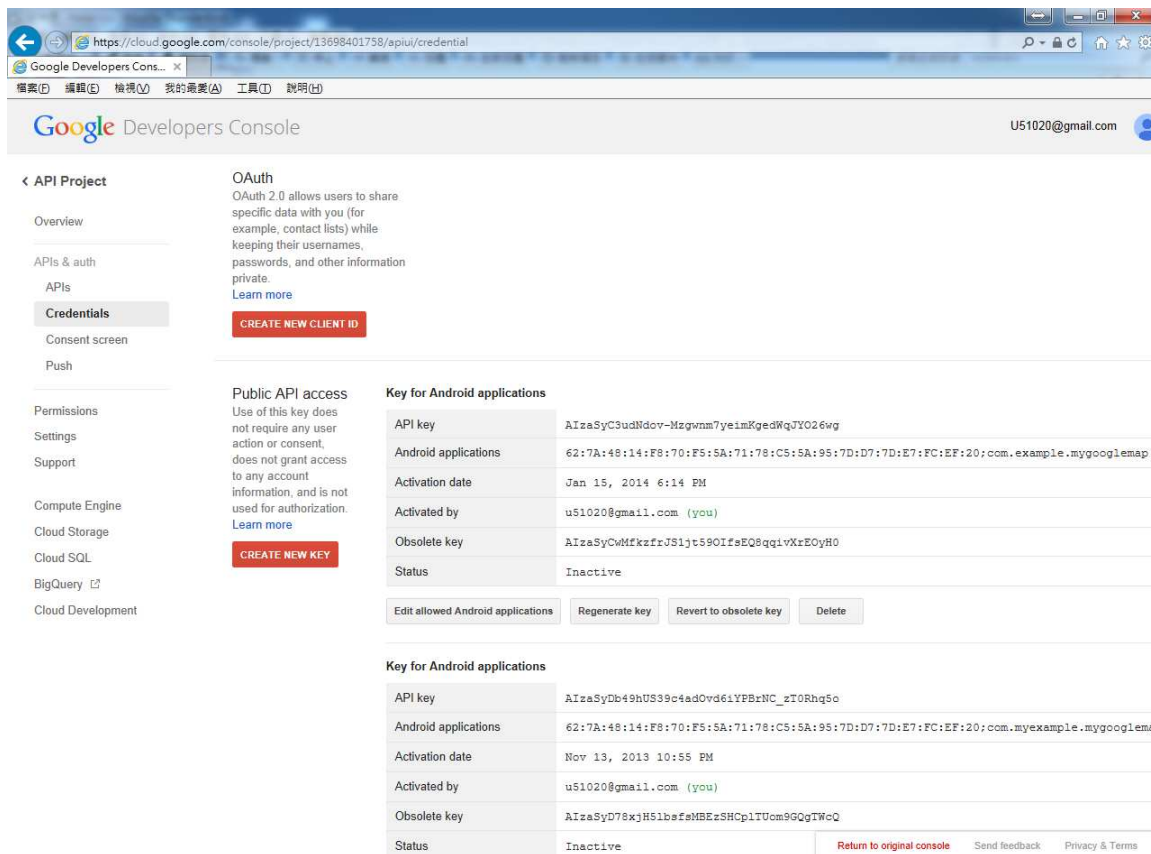 https://cloud.google.com/console/project/13698401758/apiui/credential
Google Developers Cons...
檔案(F) 編輯(E) 檢視(V) 我的最愛(A) 工具(T) 說明(H)
Google Developers Console
U51020@gmail.com
API Project
Overview
APIs & auth
APIs
Credentials
Consent screen
Push
Permissions
Settings
Support
Compute Engine
Cloud Storage
Cloud SQL
BigQuery
Cloud Development
OAuth
OAuth 2.0 allows users to share
specific data with you (for
example, contact lists) while
keeping their usernames,
passwords, and other information
private.
Learn more
CREATE NEW CLIENT ID
Public API access
Use of this key does
not require any user
action or consent,
does not grant access
to any account
information, and is not
used for authorization.
Learn more
CREATE NEW KEY
Key for Android applications
API key AIzaSyC3udNdov-Mzgwnm7yeimKgedWqJYO26wg
Android applications 62:7A:48:14:F8:70:F5:5A:71:78:C5:5A:95:7D:D7:7D:E7:FC:EF:20;com.example.mygooglemap
Activation date Jan 15, 2014 6:14 PM
Activated by u51020@gmail.com (you)
Obsolete key AIzaSyCwMfkzfrJS1jt59OIfsEQ8qqivXrEOyH0
Status Inactive
Edit allowed Android applications Regenerate key Revert to obsolete key Delete
Key for Android applications
API key AIzaSyDb49hUS39c4adOvd6iYPBrNC_zT0Rhq5o
Android applications 62:7A:48:14:F8:70:F5:5A:71:78:C5:5A:95:7D:D7:7D:E7:FC:EF:20;com.myexample.mygooglema
Activation date Nov 13, 2013 10:55 PM
Activated by u51020@gmail.com (you)
Obsolete key AIzaSyD78xjH5lbsfsMBEzSHCplTUom9GQgTWcQ
Status Inactive
Return to original console Send feedback Privacy & Terms